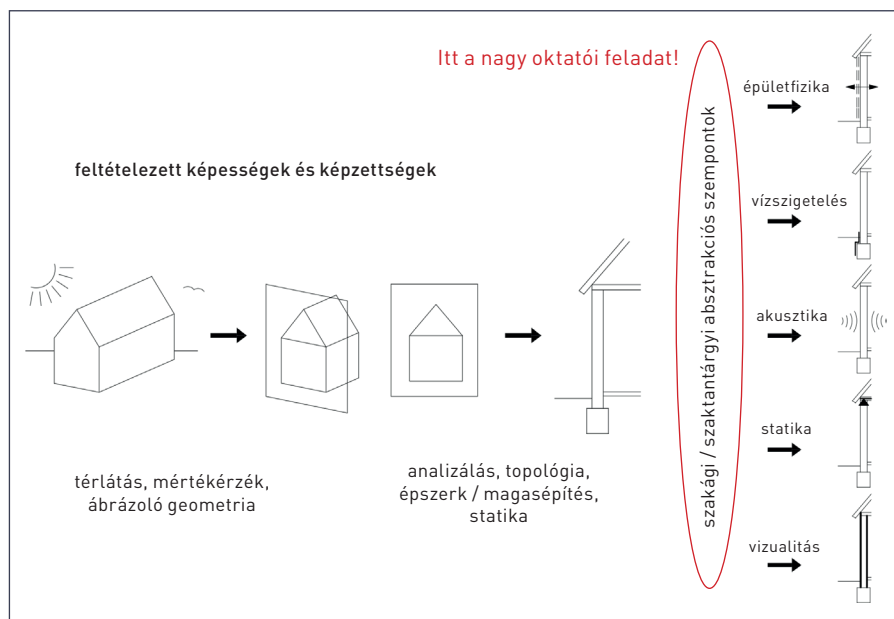 Itt a nagy oktatói feladat!
feltételezett képességek és képzettségek
térlátás, mértékérzék,
ábrázoló geometria
analizálás, topológia,
épszerk / magasépítés,
statika
szakági / szaktantárgyi absztrakciós szempontok
épületfizika
vízszigetelés
akusztika
statika
vizualitás